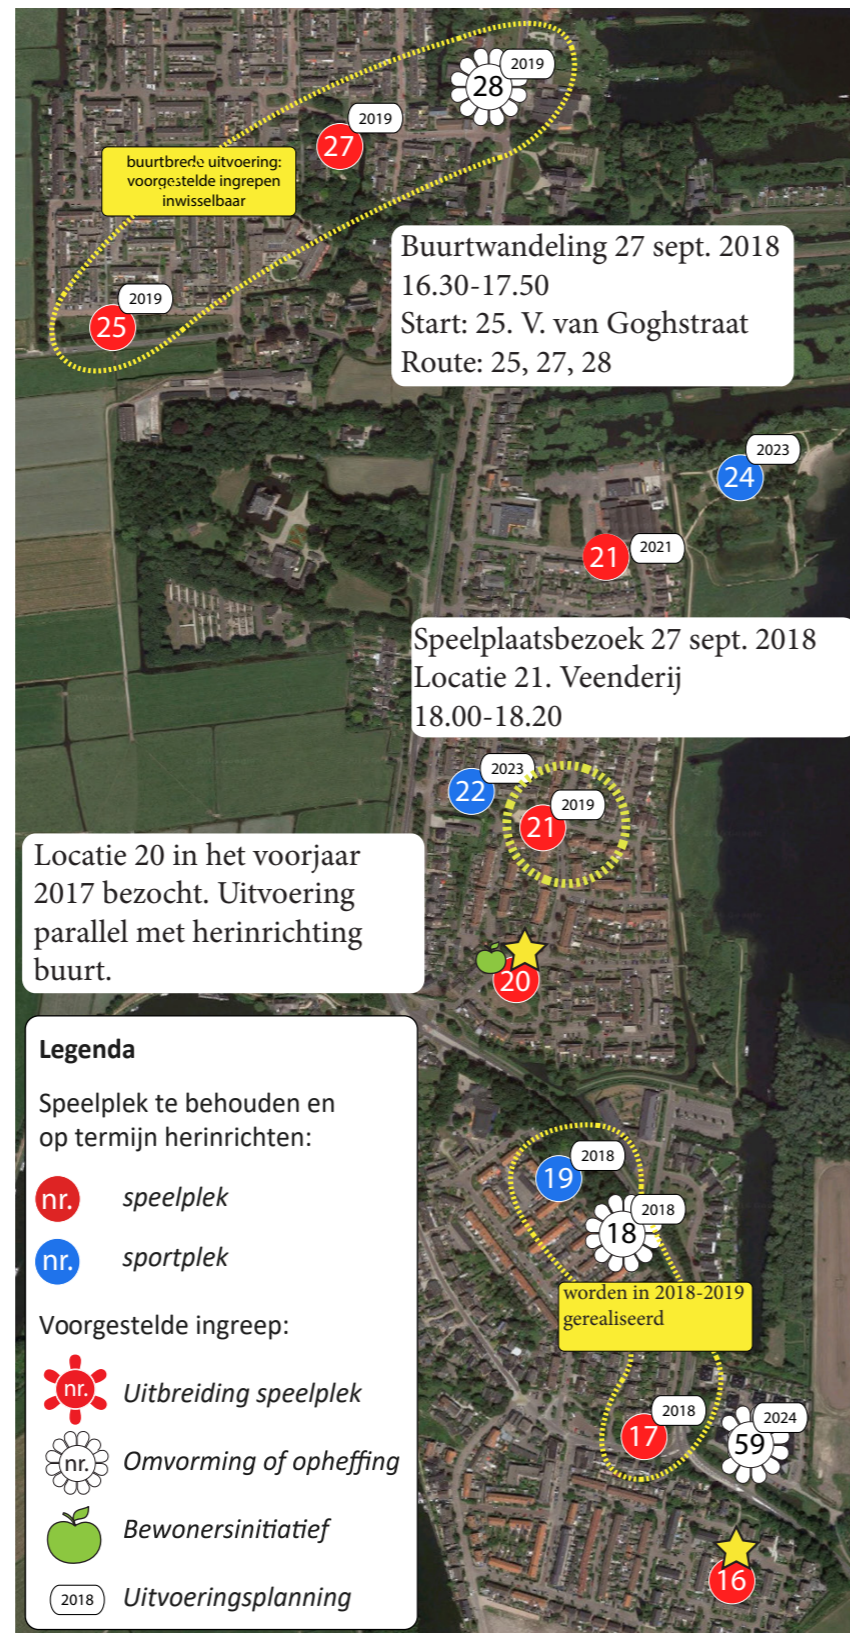 2019
28
2019
27
buurtbrede uitvoering:
voorgestelde ingrepen
inwisselbaar
Buurtwandeling 27 sept. 2018
16.30-17.50
Start: 25. V. van Goghstraat
Route: 25, 27, 28
2019
25
2023
24
2021
21
Speelplaatsbezoek 27 sept. 2018
Locatie 21. Veenderij
18.00-18.20
2023
22
2019
21
Locatie 20 in het voorjaar
2017 bezocht. Uitvoering
parallel met herinrichting
buurt.
20
Legenda
Speelplek te behouden en
op termijn herinrichten:
nr. speelplek
nr. sportplek
Voorgestelde ingreep:
nr. Uitbreiding speelplek
nr. Omvorming of opheffing
Bewonersinitiatief
2018 Uitvoeringsplanning
2018
19
2018
18
worden in 2018-2019
gerealiseerd
2018
17
2024
59
16